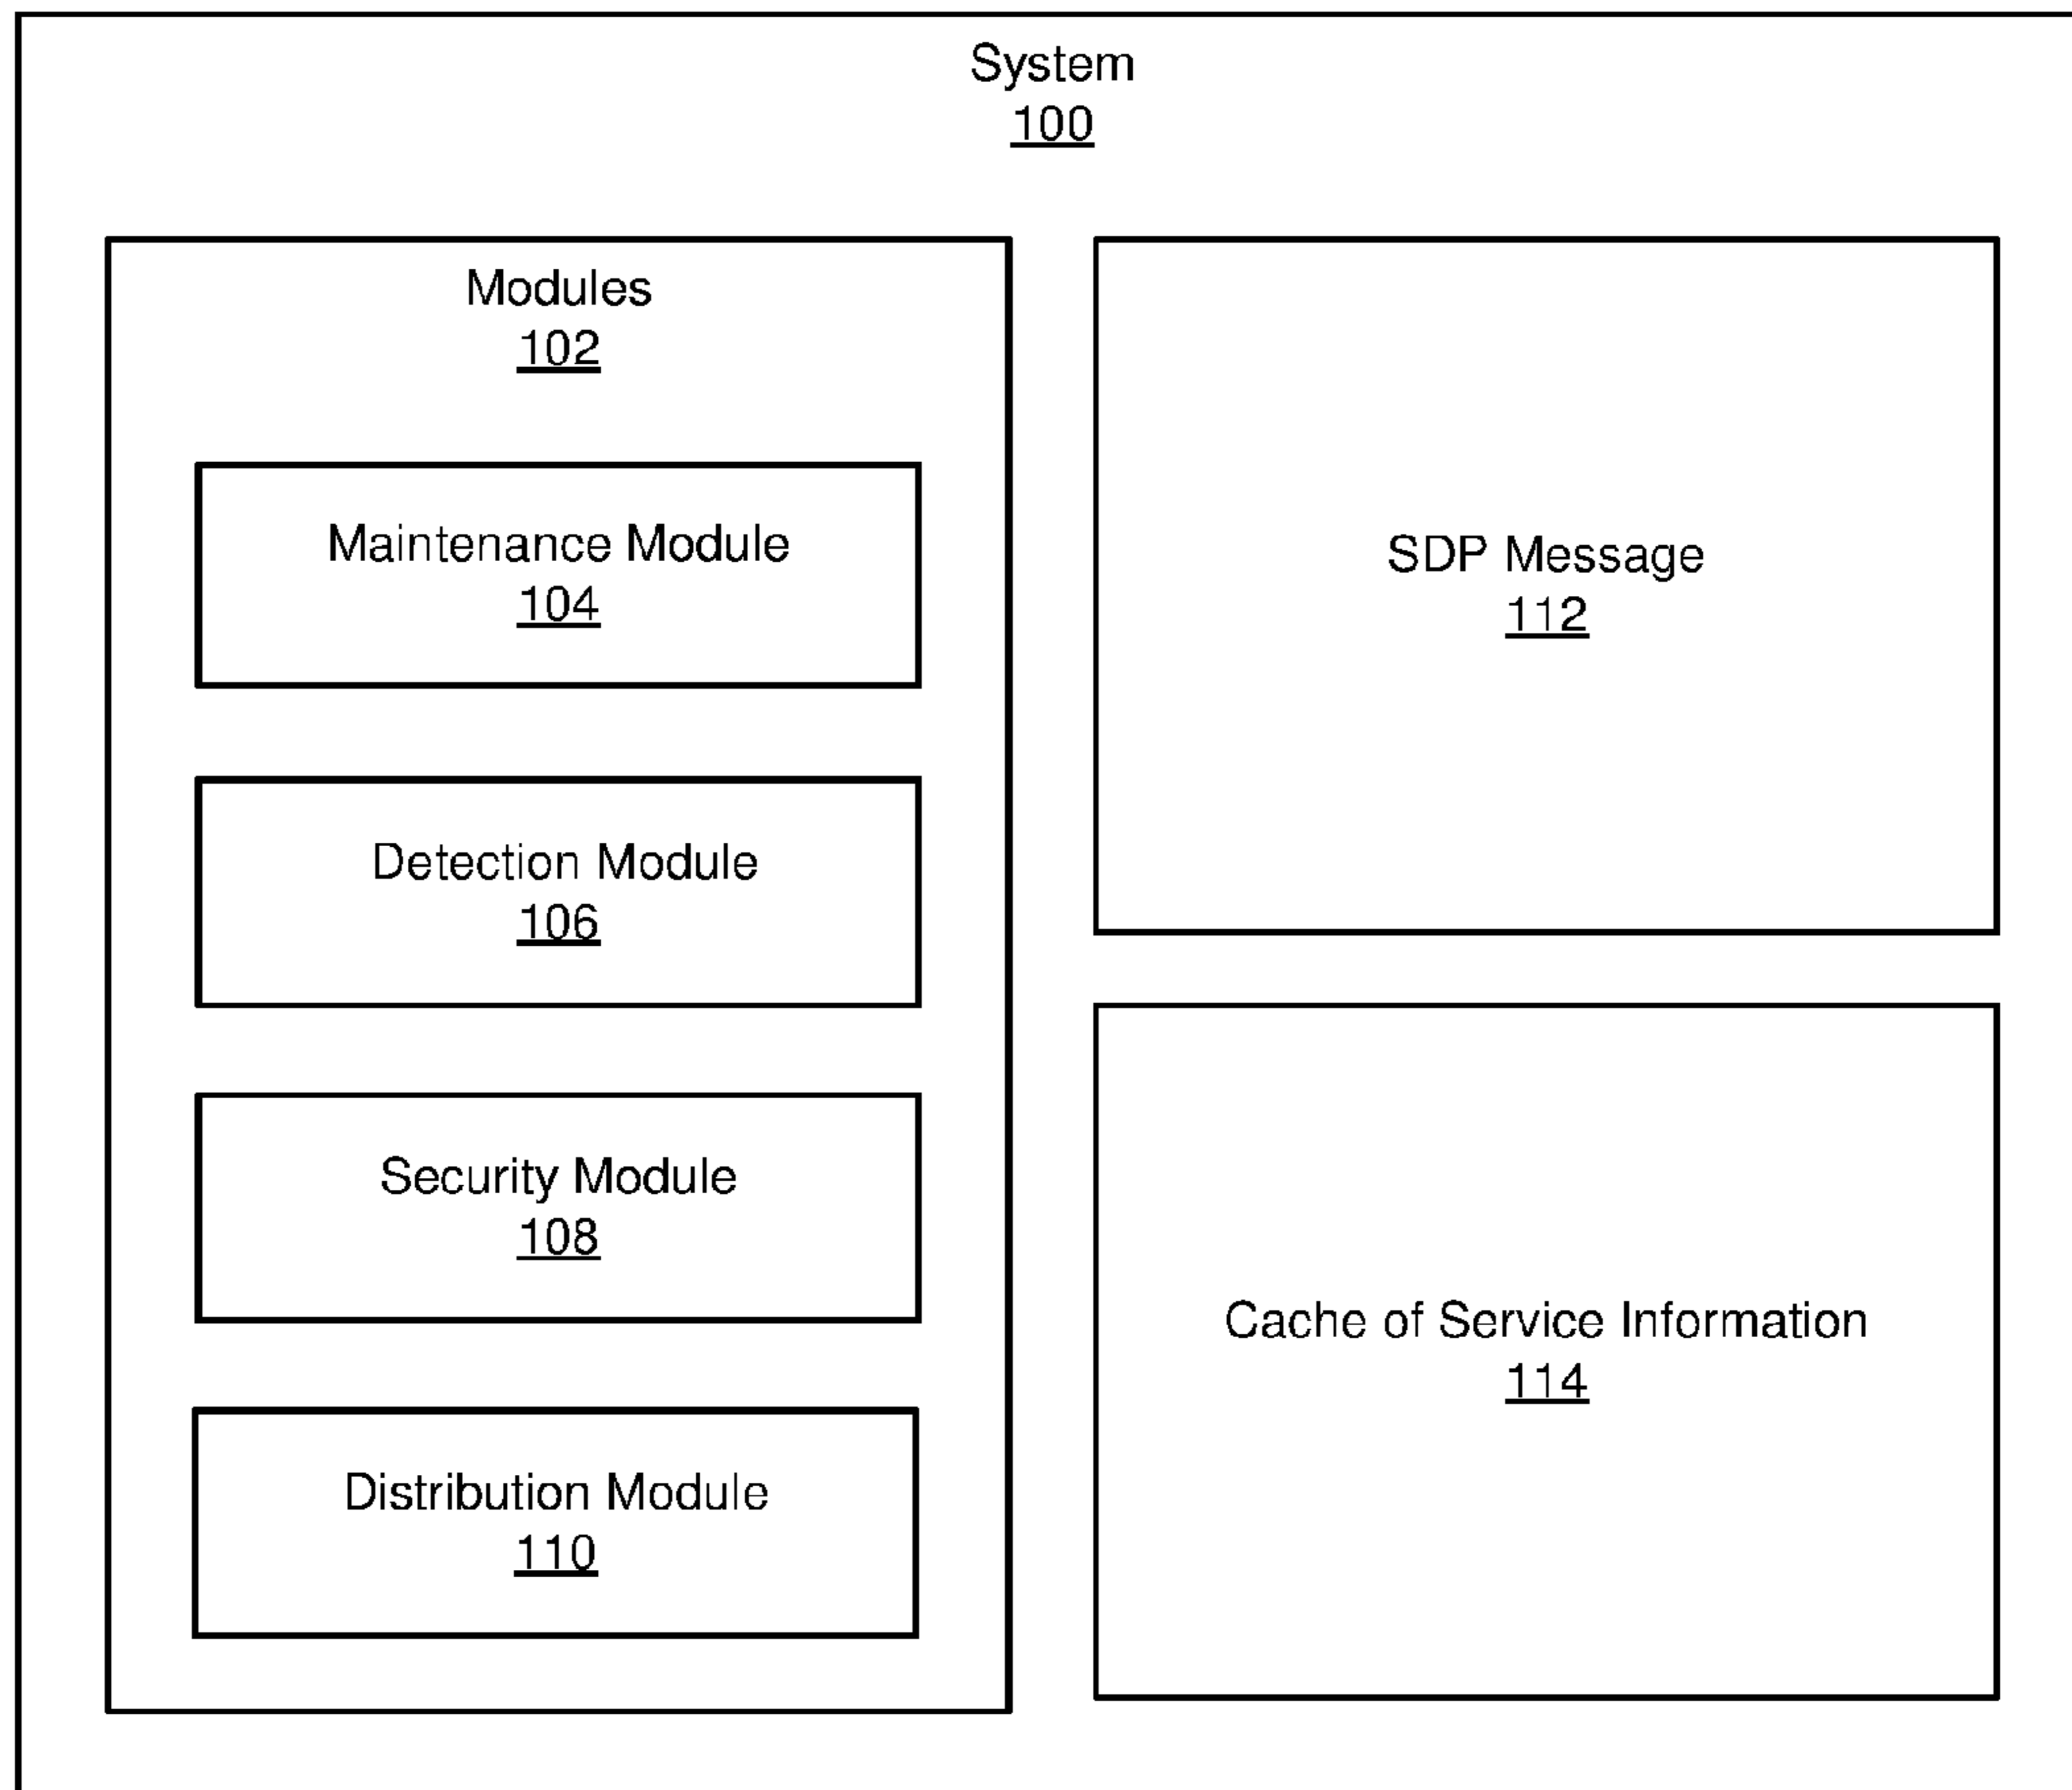 System
100
Modules
102
Maintenance Module
104
Detection Module
106
Security Module
108
Distribution Module
110
SDP Message
112
Cache of Service Information
114